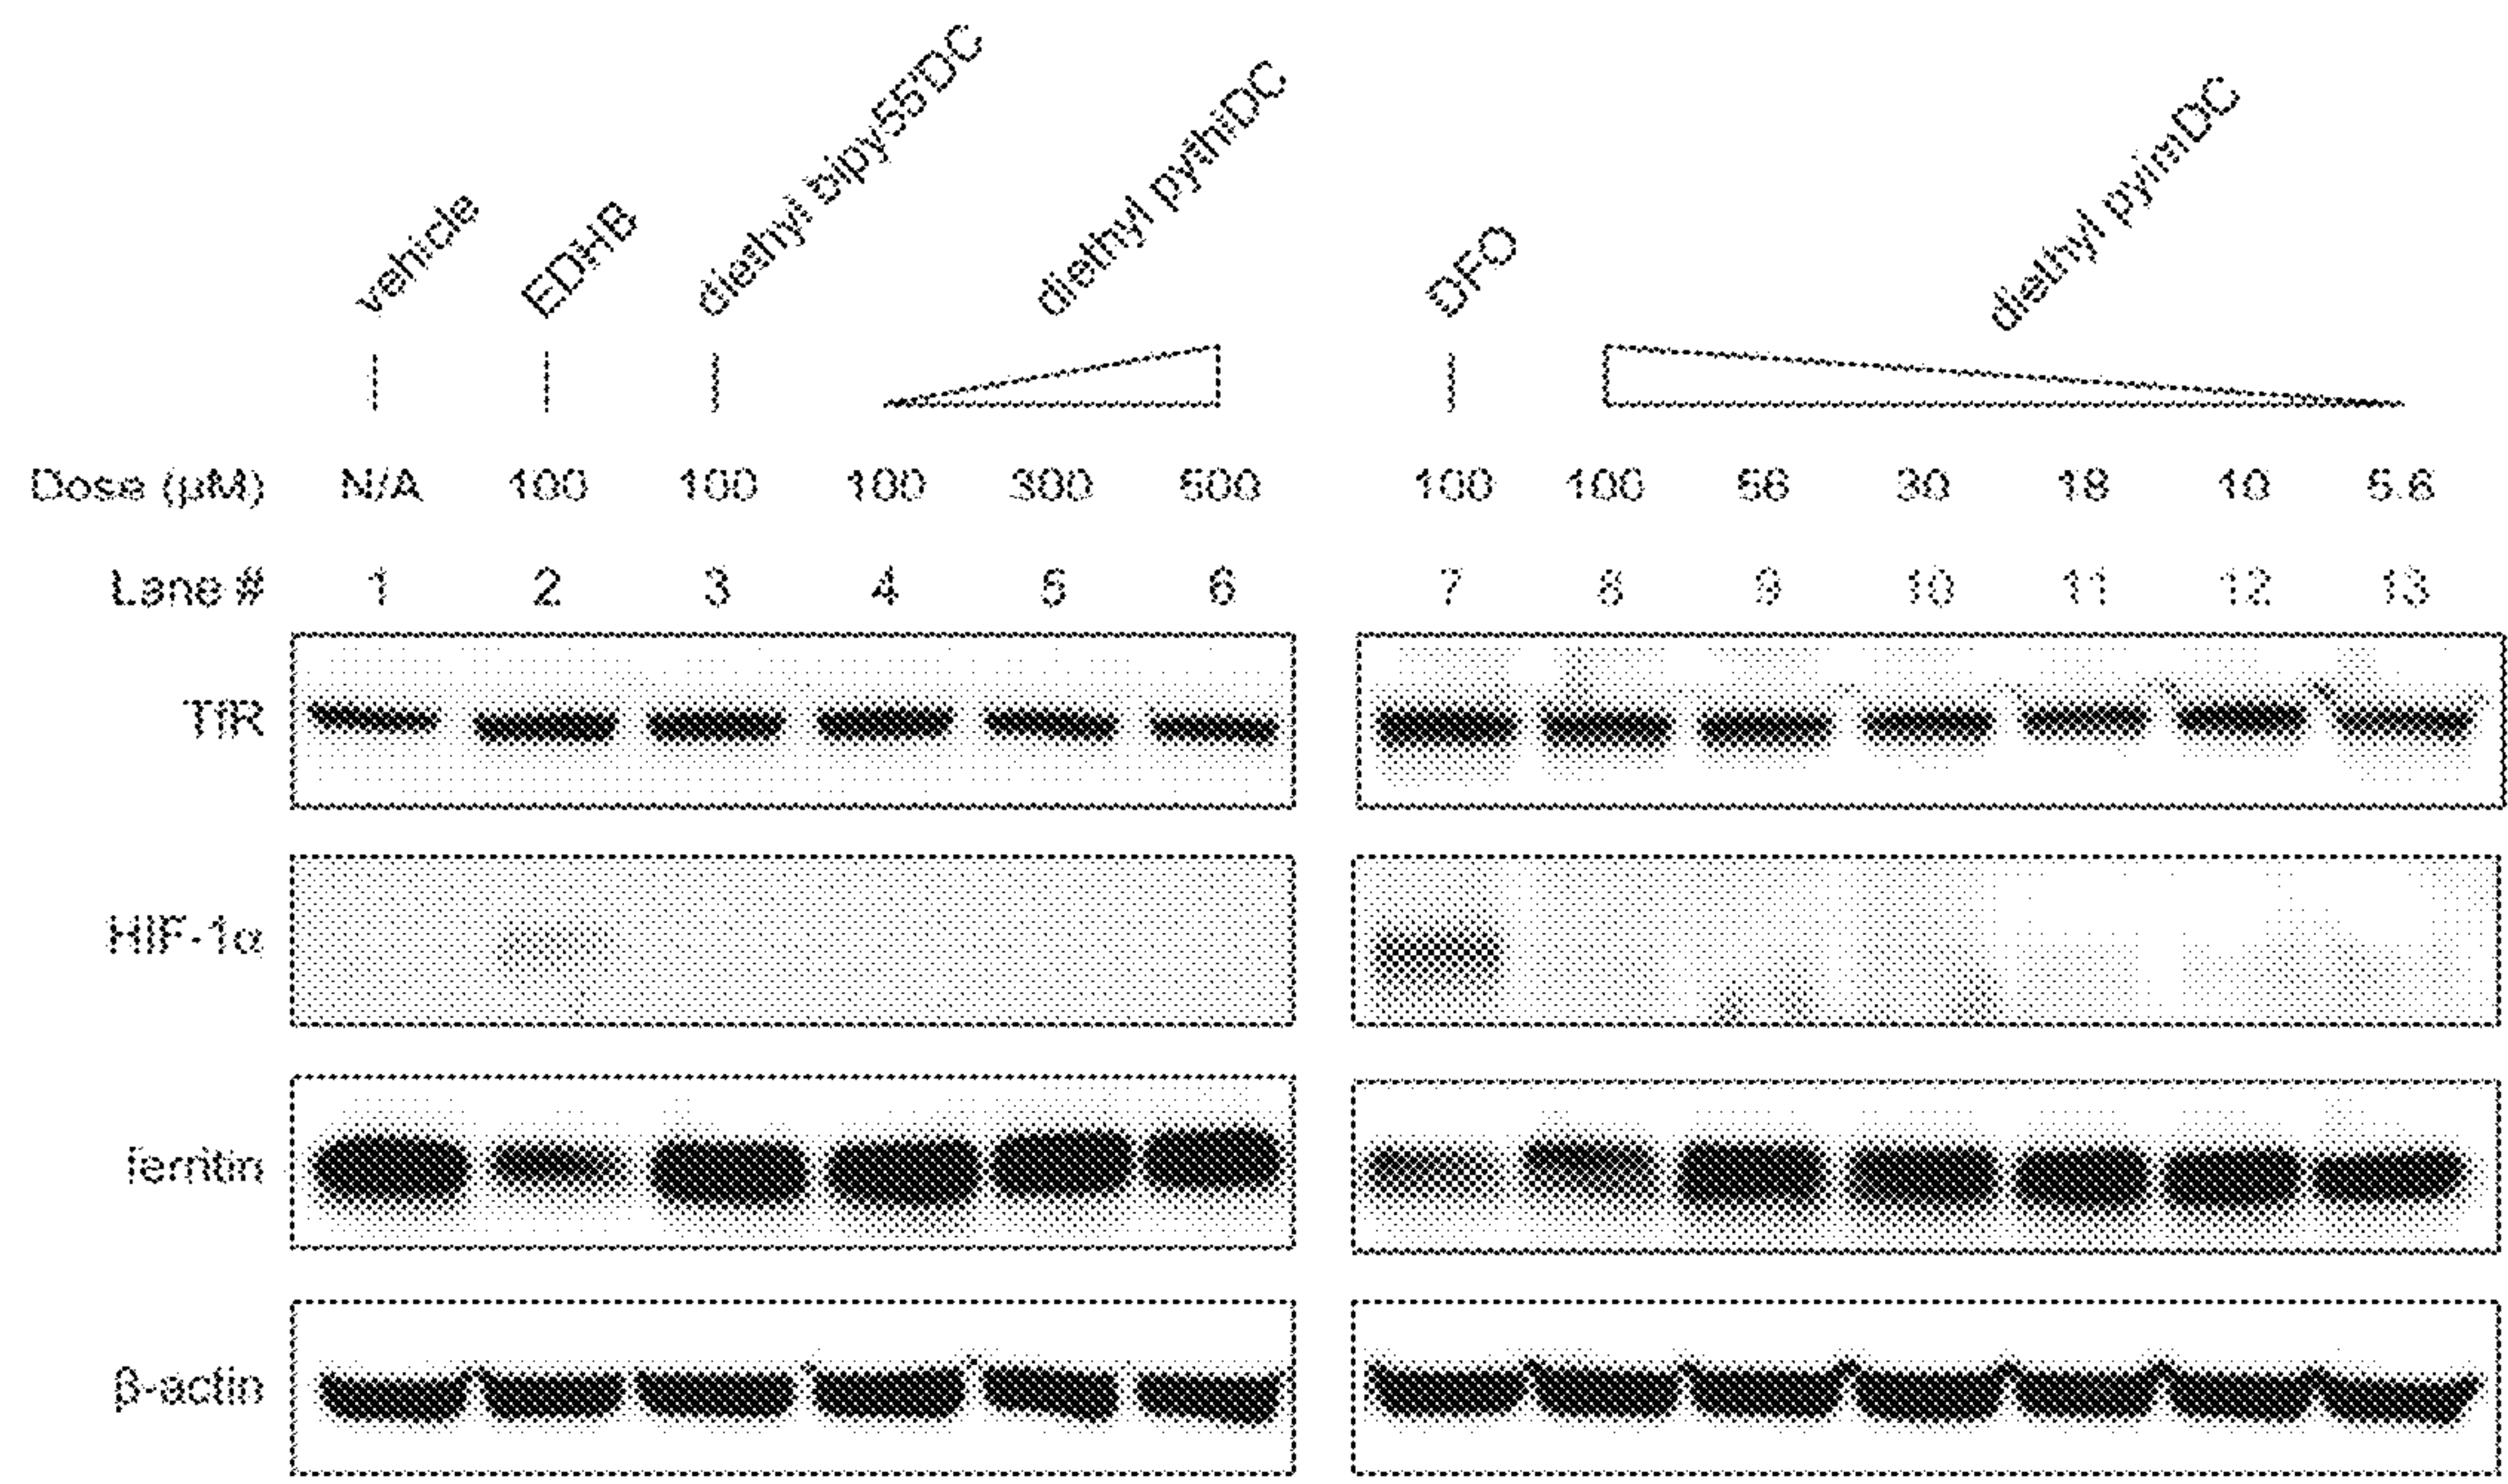 vehicle
EDHB
diethyl bipy55'DC
diethyl pythiDC
DFO
diethyl pyimDC
Dose (μM) N/A 100 100 100 300 500 100 100 56 30 18 10 5.6
Lane # 1 2 3 4 5 6 7 8 9 10 11 12 13
TfR
HIF-1α
ferritin
β-actin